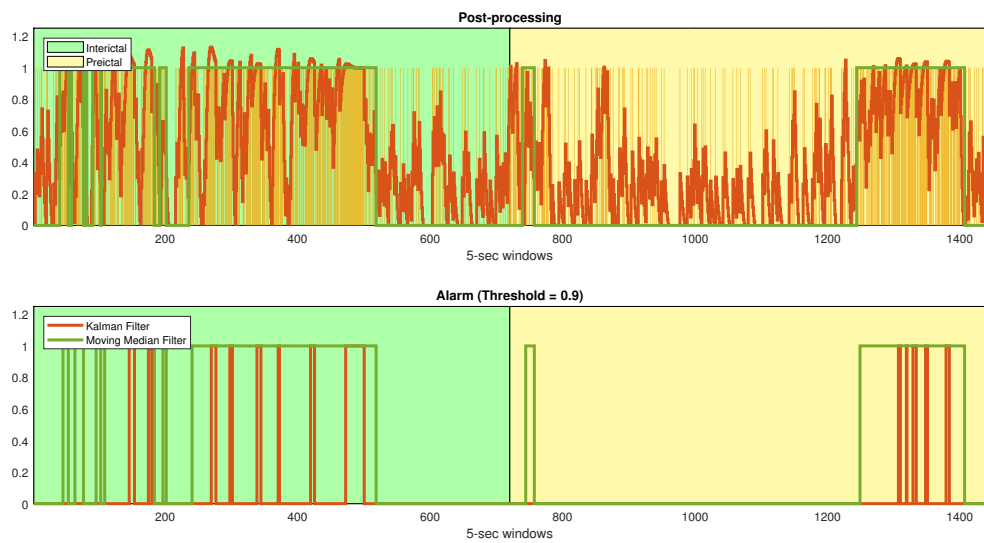 Post-processing
1.2
1
0.8
0.6
0.4
0.2
0
Interictal
Preictal
200 400 600 800 1000 1200 1400
5-sec windows
Alarm (Threshold = 0.9)
1.2
1
0.8
0.6
0.4
0.2
0
Kalman Filter
Moving Median Filter
200 400 600 800 1000 1200 1400
5-sec windows